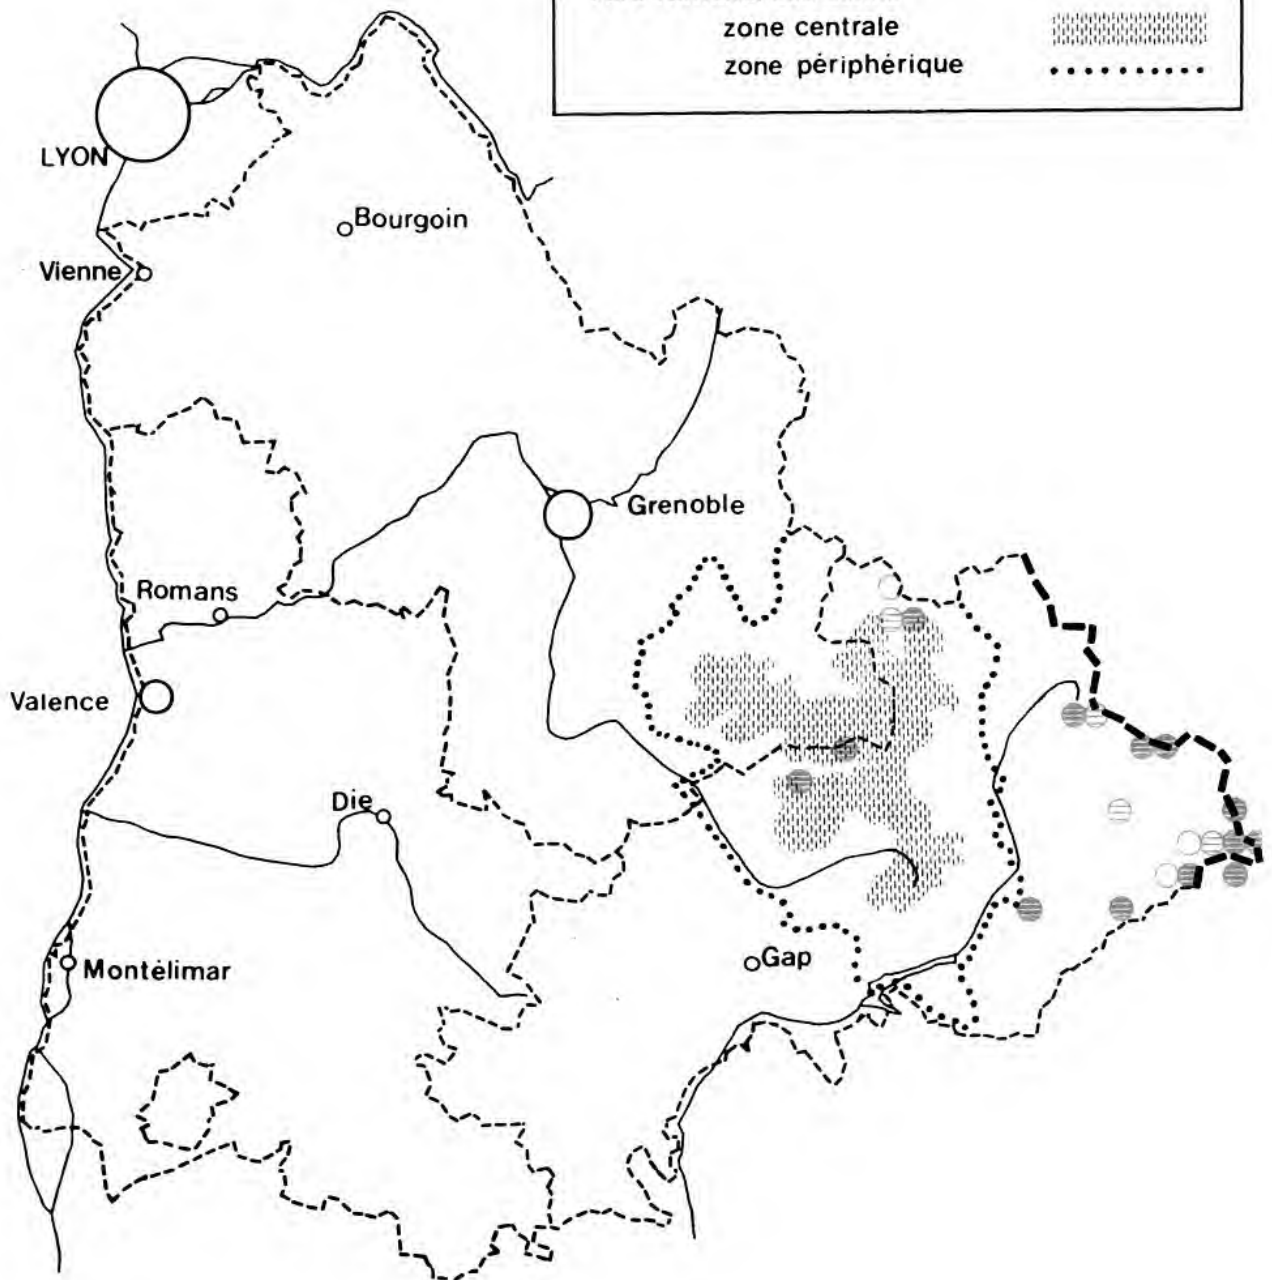 zone centrale
zone périphérique
LYON
Bourgoin
Vienne
Grenoble
Romans
Valence
Die
Gap
Montélimar